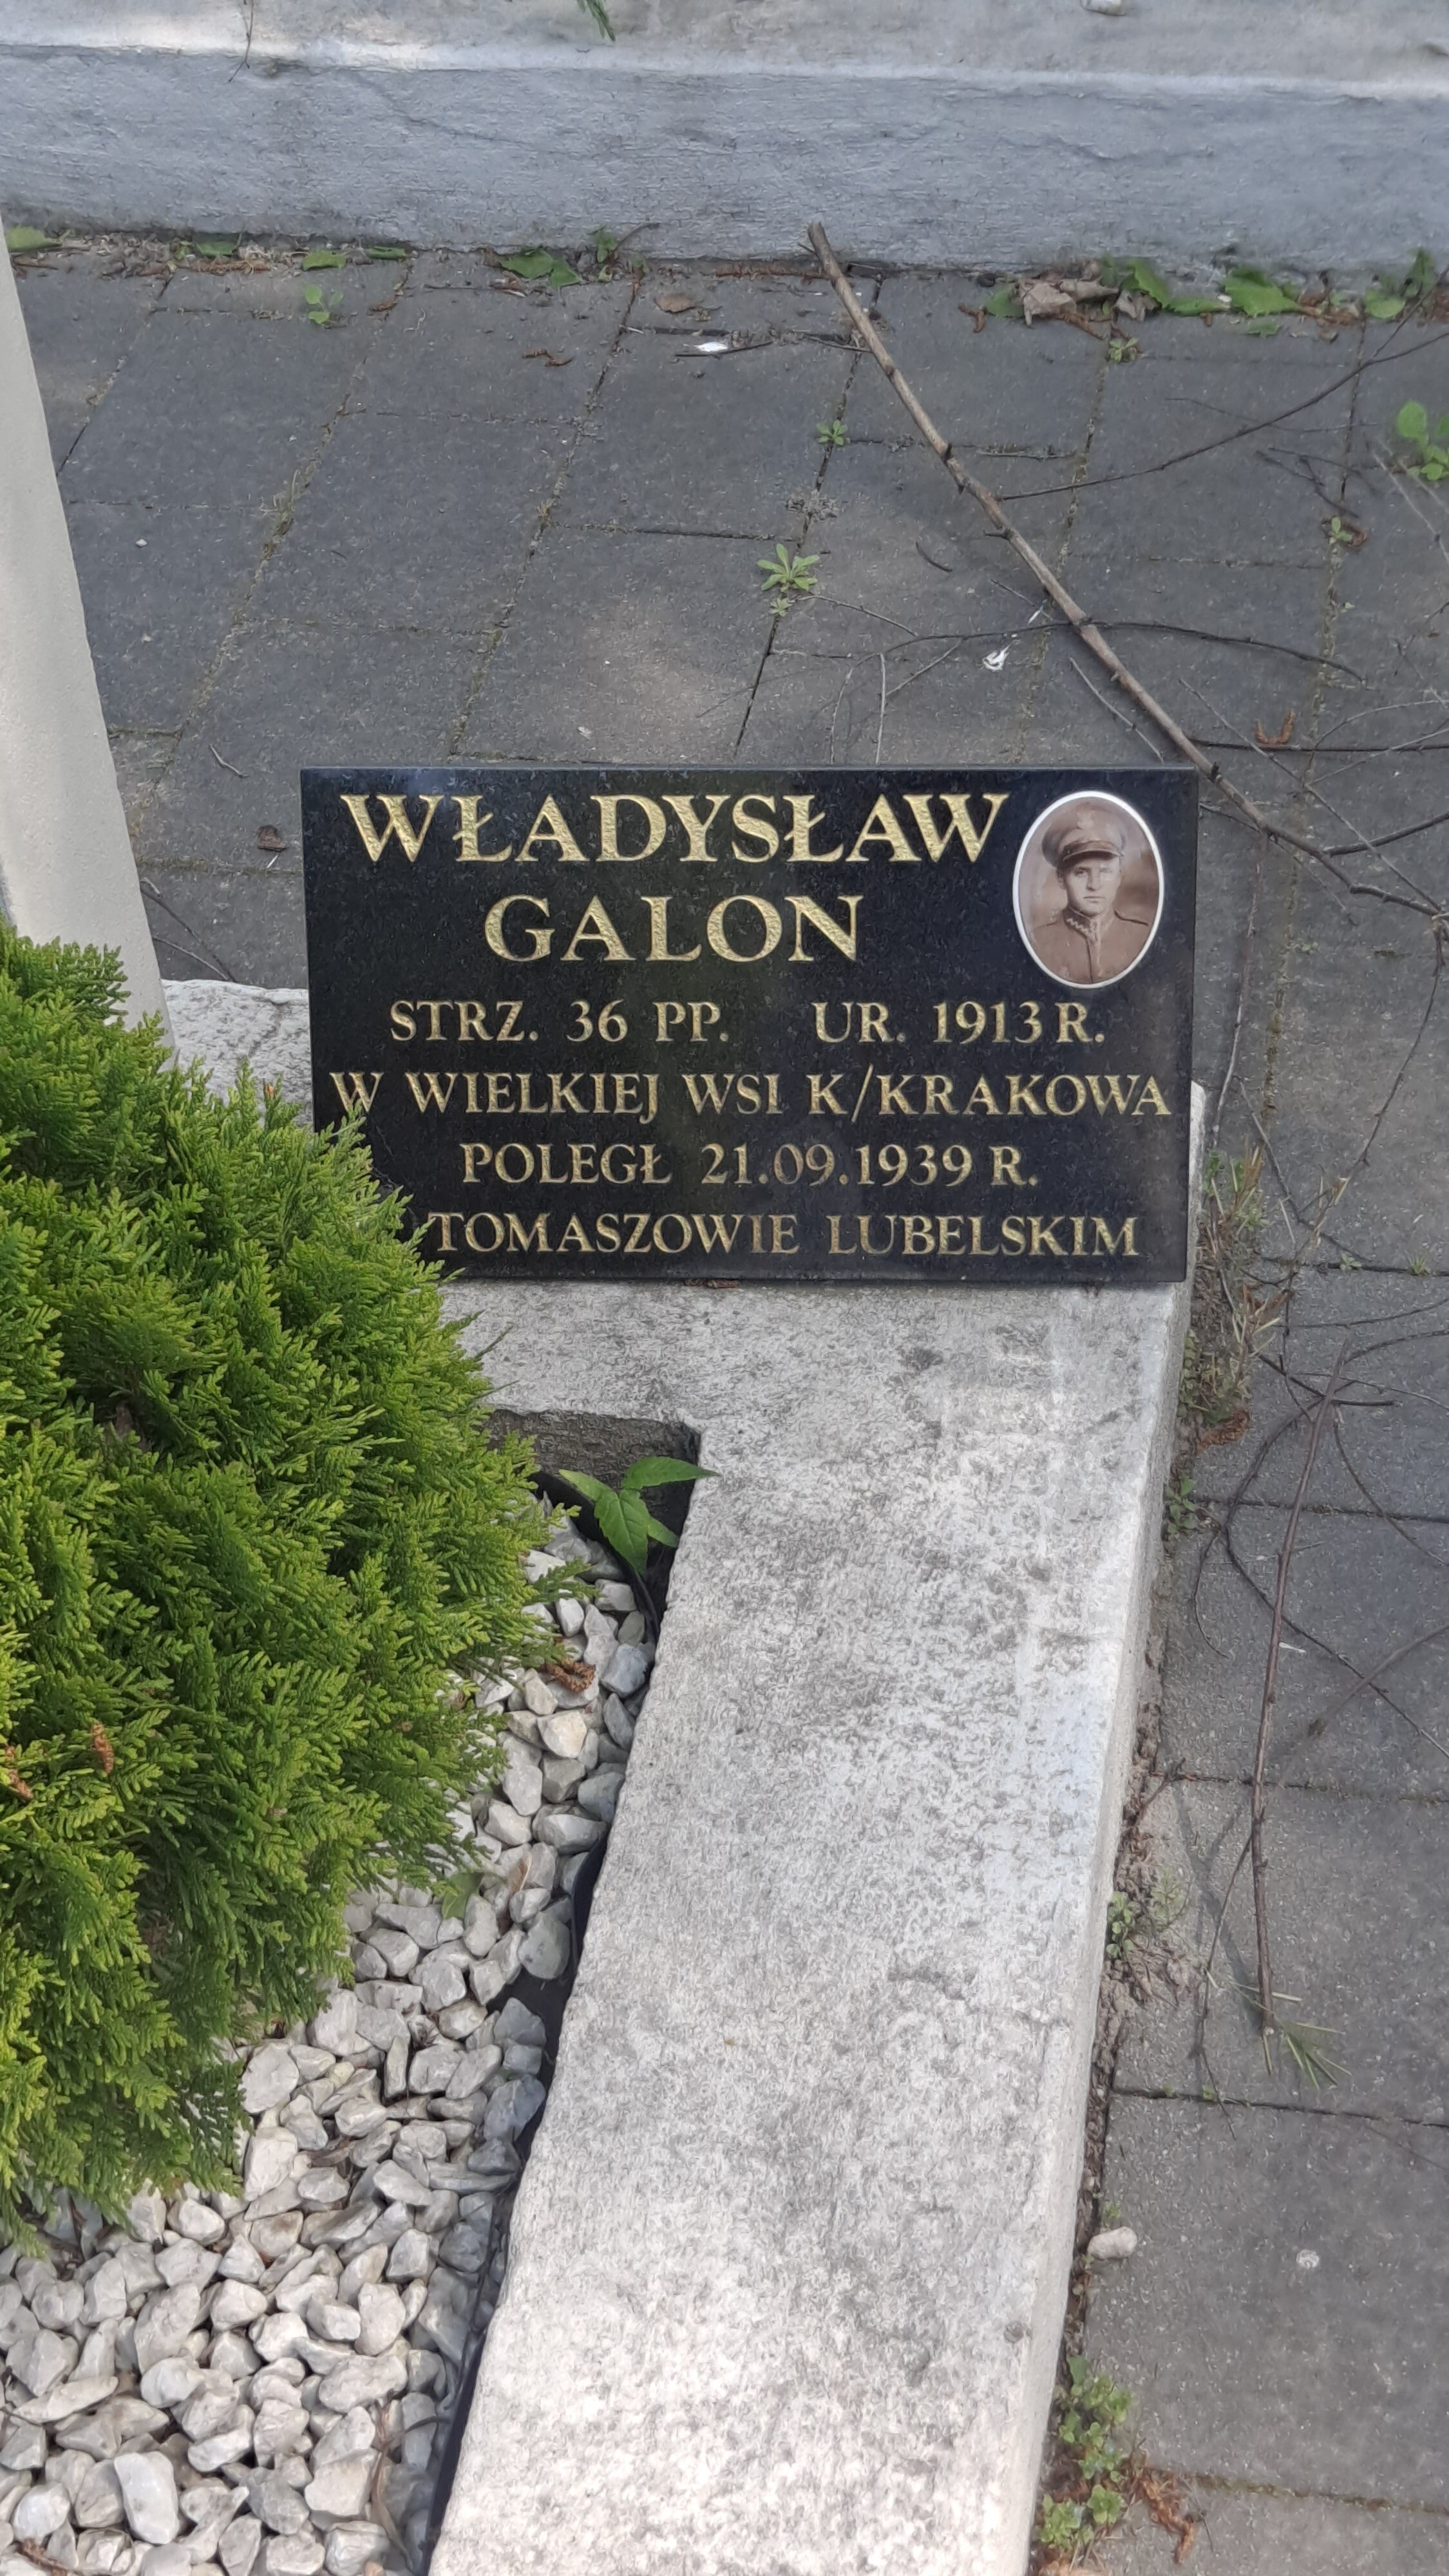 WŁADYSŁAW
GALON
STRZ. 36 PP. UR. 1913 R.
W WIELKIEJ WSI K/KRAKOWA
POLEGŁ 21.09.1939 R.
TOMASZOWIE LUBELSKIM